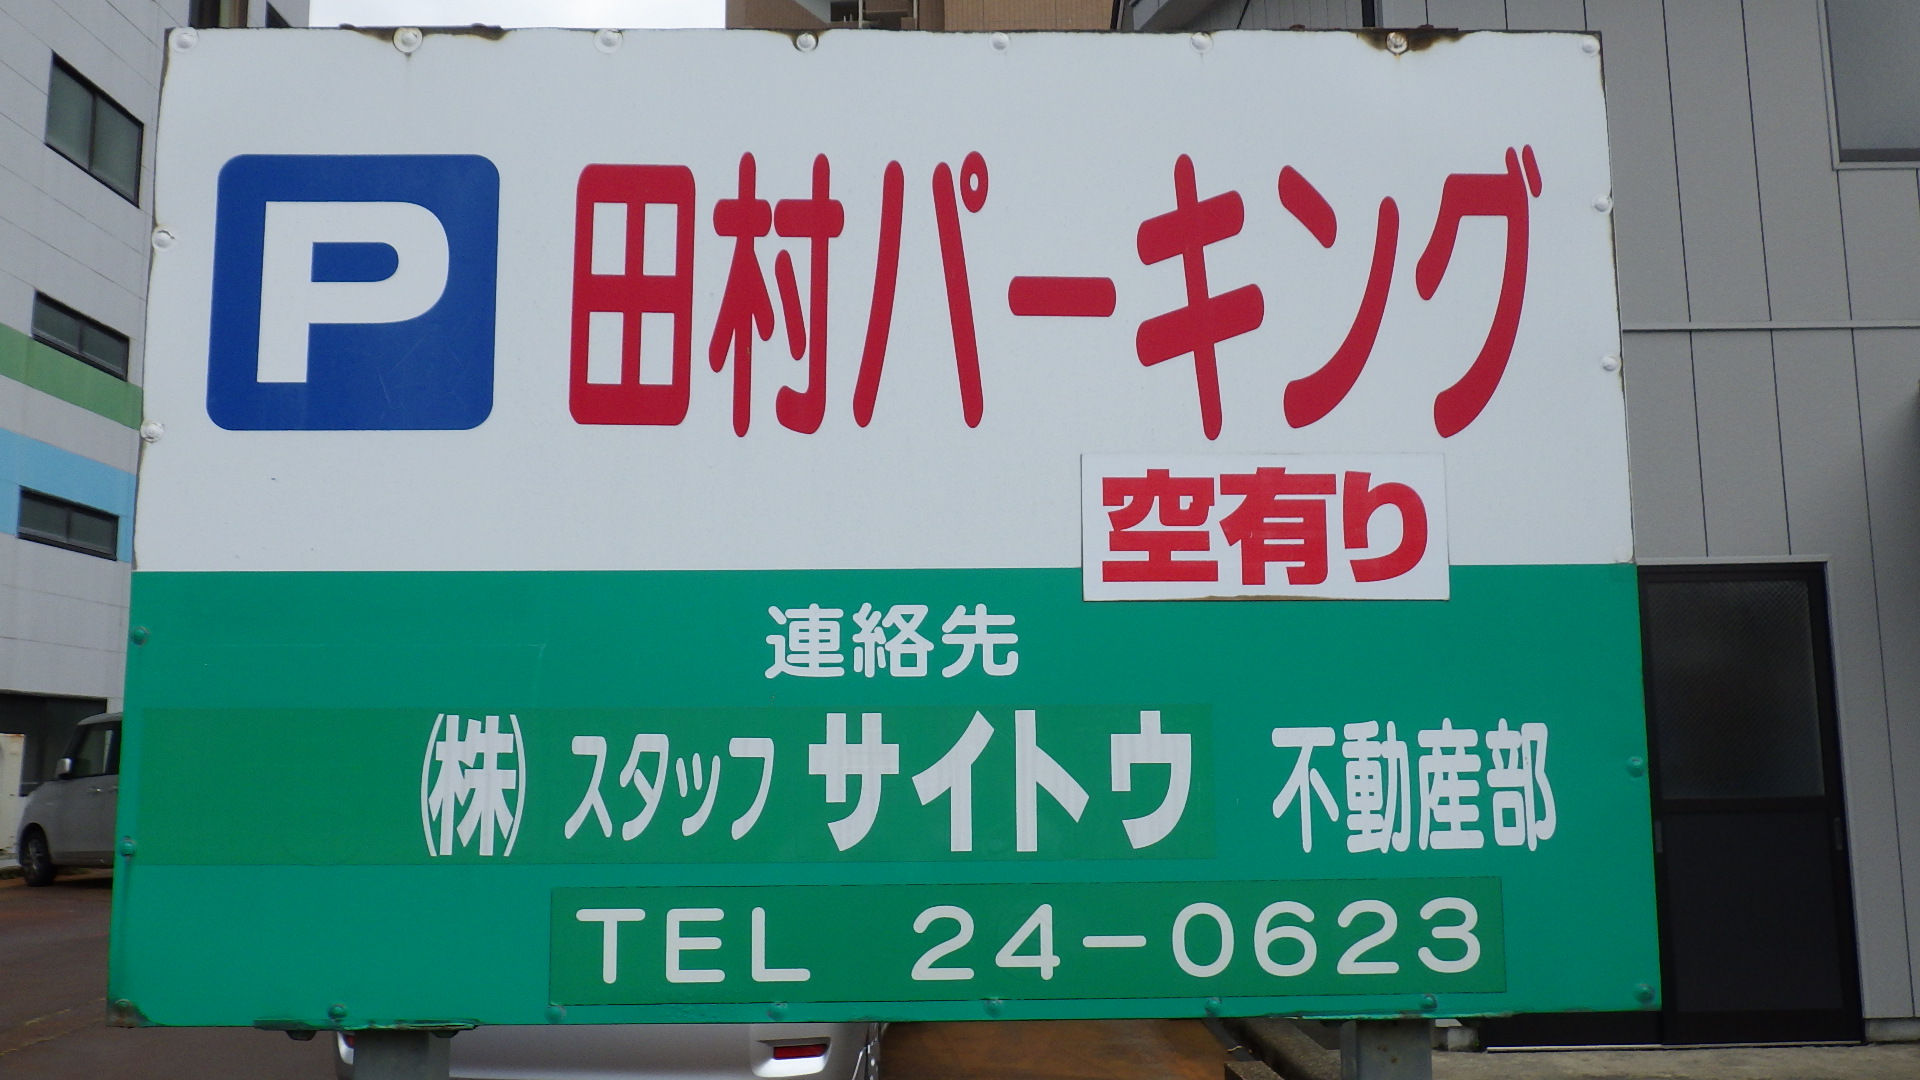 P 田村パーキング
空有り
連絡先
㈱ スタッフ サイトウ 不動産部
TEL 24-0623